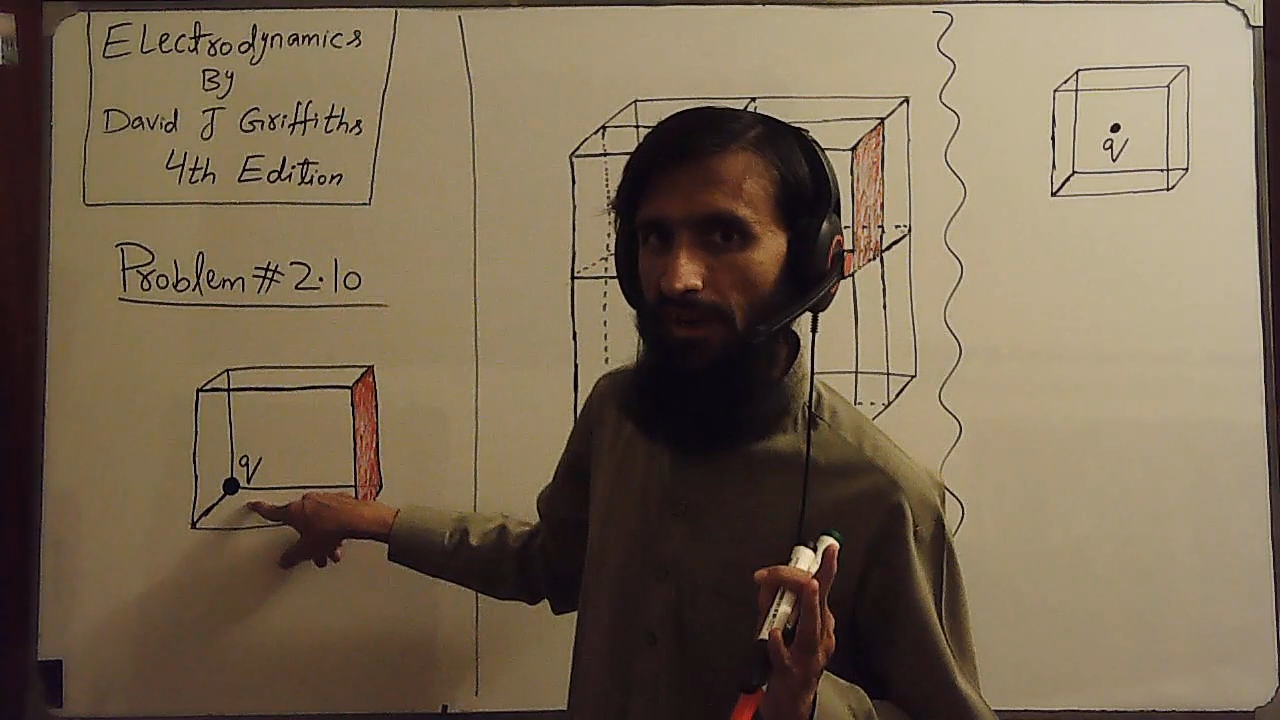 Electrodynamics
By
David J Griffiths
4th Edition
Problem # 2.10
q
q